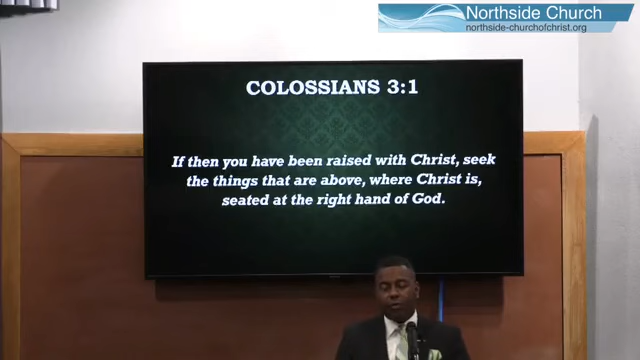 Northside Church
northside-churchofchrist.org
COLOSSIANS 3:1
If then you have been raised with Christ, seek
the things that are above, where Christ is,
seated at the right hand of God.